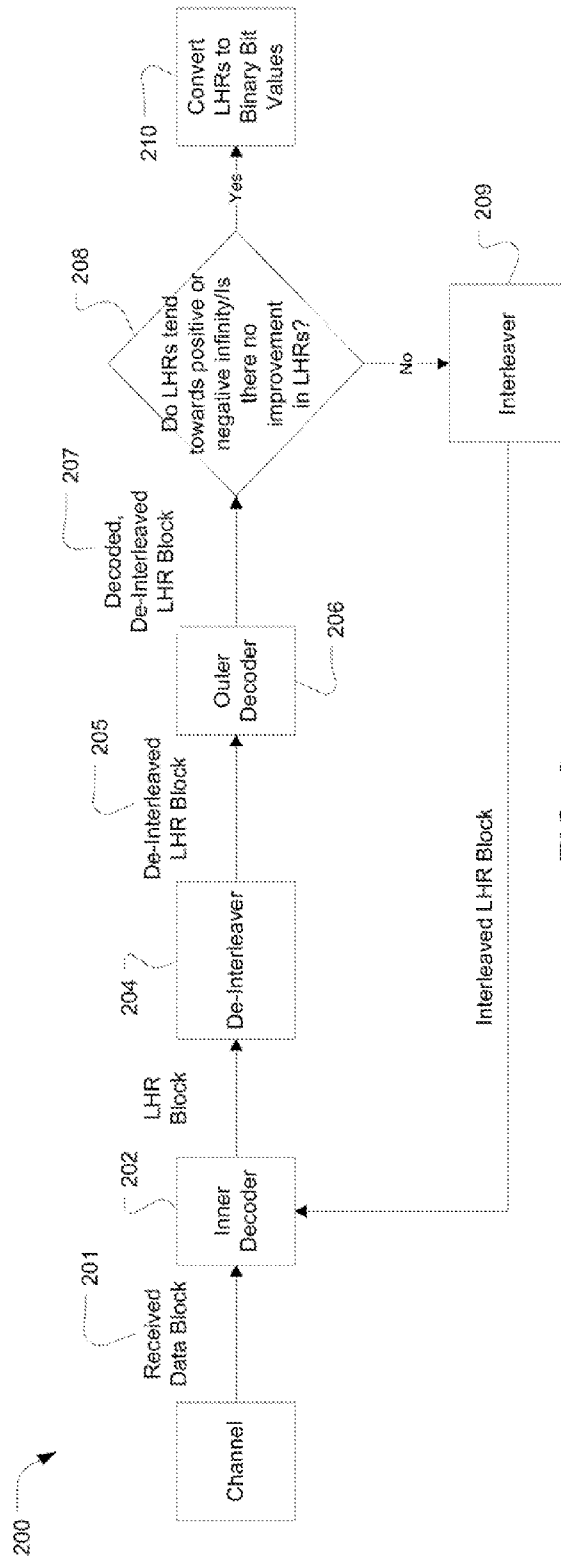 200
Channel
201
Received
Data Block
202
Inner
Decoder
LHR
Block
204
De-Interleaver
205
De-Interleaved
LHR Block
206
Outer
Decoder
207
Decoded,
De-Interleaved
LHR Block
208
Do LHRs tend
towards positive or
negative infinity/Is
there no
improvement
in LHRs?
Yes
210
Convert
LHRs to
Binary Bit
Values
No
209
Interleaver
Interleaved LHR Block